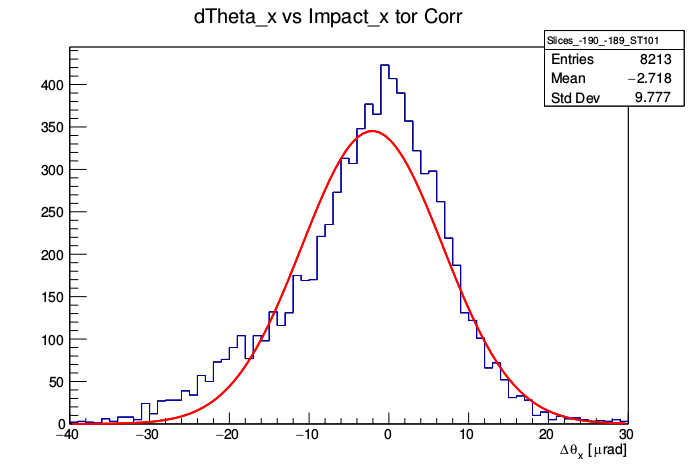 dTheta_x vs Impact_x tor Corr
Slices_-190_-189_ST101
Entries 8213
Mean −2.718
Std Dev 9.777
400
350
300
250
200
150
100
50
0
−40 −30 −20 −10 0 10 20 30
Δθx [μrad]